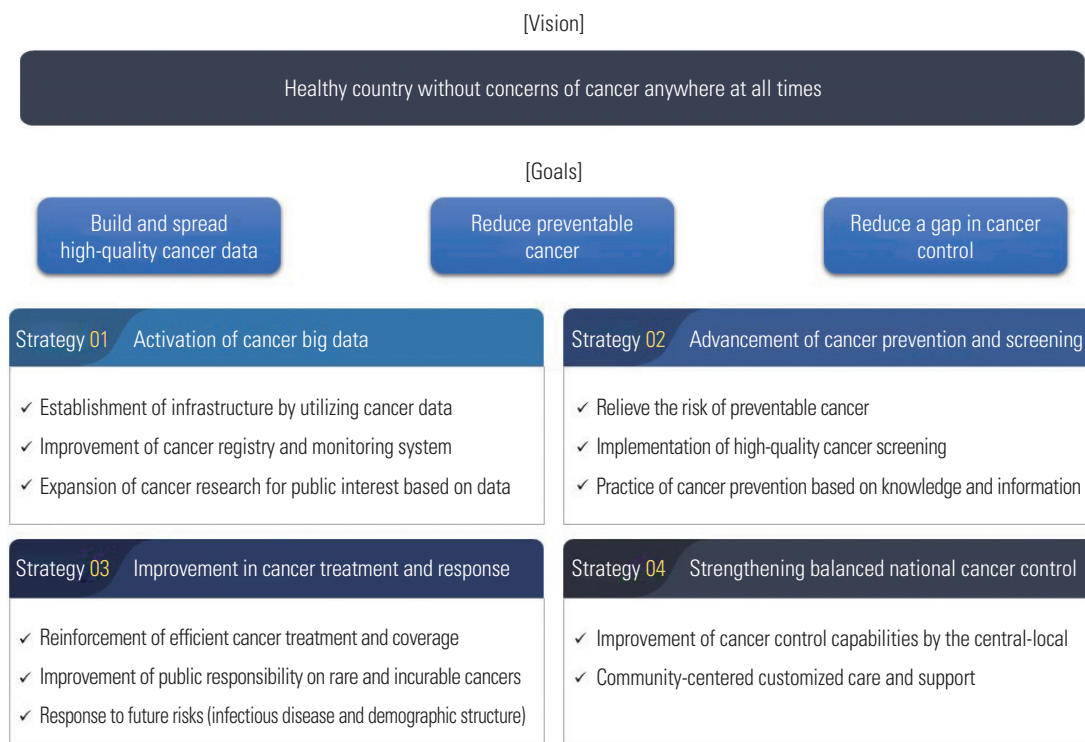 [Vision]
Healthy country without concerns of cancer anywhere at all times
[Goals]
Build and spread
high-quality cancer data
Reduce preventable
cancer
Reduce a gap in cancer
control
Strategy 01 Activation of cancer big data
✓ Establishment of infrastructure by utilizing cancer data
✓ Improvement of cancer registry and monitoring system
✓ Expansion of cancer research for public interest based on data
Strategy 02 Advancement of cancer prevention and screening
✓ Relieve the risk of preventable cancer
✓ Implementation of high-quality cancer screening
✓ Practice of cancer prevention based on knowledge and information
Strategy 03 Improvement in cancer treatment and response
✓ Reinforcement of efficient cancer treatment and coverage
✓ Improvement of public responsibility on rare and incurable cancers
✓ Response to future risks (infectious disease and demographic structure)
Strategy 04 Strengthening balanced national cancer control
✓ Improvement of cancer control capabilities by the central-local
✓ Community-centered customized care and support